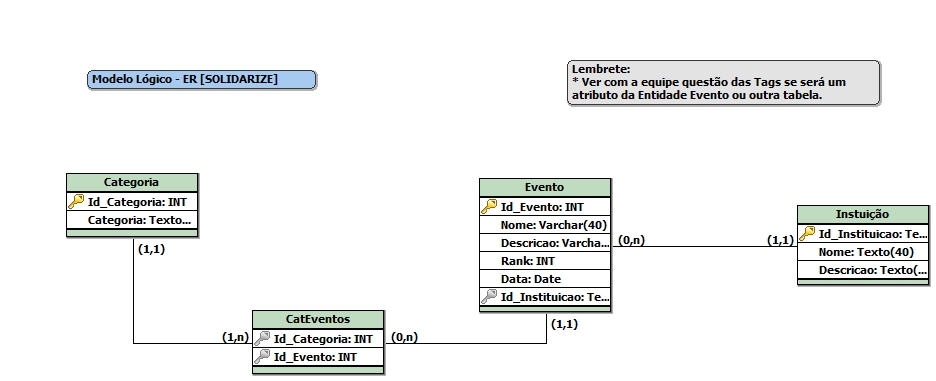 Modelo Lógico - ER [SOLIDARIZE]
Lembrete:
* Ver com a equipe questão das Tags se será um
atributo da Entidade Evento ou outra tabela.
Categoria
Id_Categoria: INT
Categoria: Texto...
(1,1)
Evento
Id_Evento: INT
Nome: Varchar(40)
Descricao: Varcha...
Rank: INT
Data: Date
Id_Instituicao: Te...
(0,n)
(1,1)
(1,1)
Instuição
Id_Instituicao: Te...
Nome: Texto(40)
Descricao: Texto(...
CatEventos
Id_Categoria: INT
Id_Evento: INT
(1,n)
(0,n)